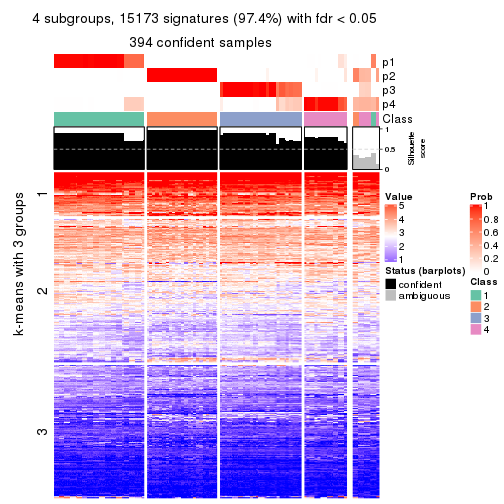 4 subgroups, 15173 signatures (97.4%) with fdr < 0.05
394 confident samples
p1
p2
p3
p4
Class
1
0.5
0
Silhouette
score
k-means with 3 groups
1
2
3
Value
5
4
3
2
1
Status (barplots)
confident
ambiguous
Prob
1
0.8
0.6
0.4
0.2
0
Class
1
2
3
4